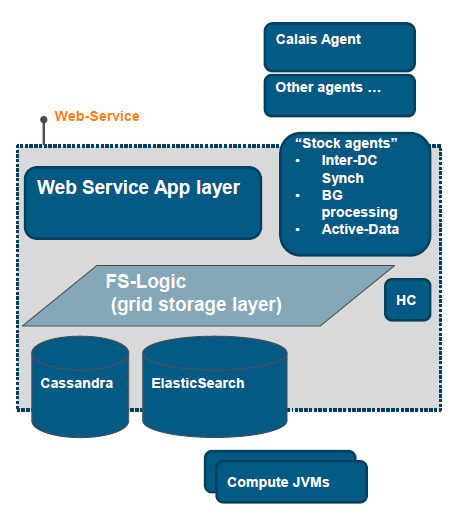 Calais Agent
Other agents …
Web-Service
“Stock agents”
• Inter-DC
Synch
• BG
processing
• Active-Data
Web Service App layer
FS-Logic
(grid storage layer)
HC
Cassandra
ElasticSearch
Compute JVMs